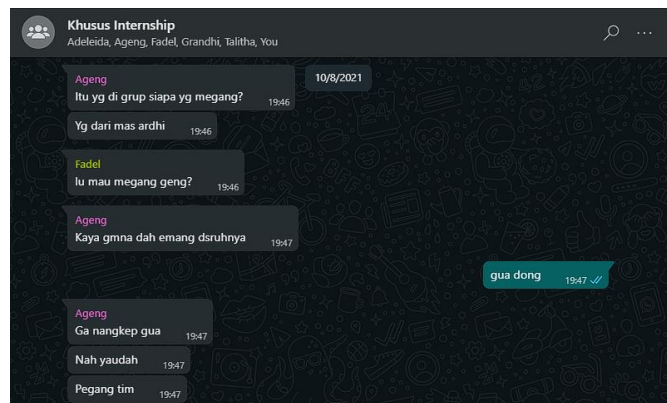 Khusus Internship
Adeleida, Ageng, Fadel, Grandhi, Talitha, You
10/8/2021
Ageng
Itu yg di grup siapa yg megang?
19:46
Yg dari mas ardhi
19:46
Fadel
lu mau megang geng?
19:46
Ageng
Kaya gmna dah emang dsruhnya
19:47
gua dong
19:47
Ageng
Ga nangkep gua
19:47
Nah yaudah
19:47
Pegang tim
19:47